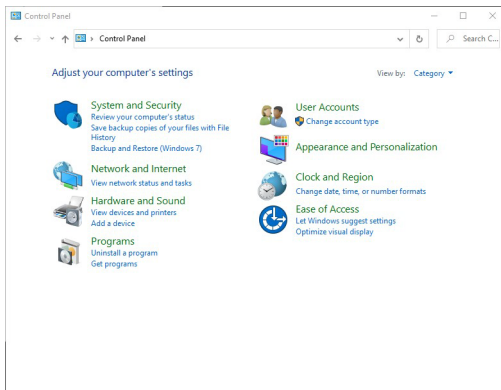 Control Panel
Control Panel
Search C...
Adjust your computer's settings
View by: Category
System and Security
Review your computer's status
Save backup copies of your files with File
History
Backup and Restore (Windows 7)
Network and Internet
View network status and tasks
Hardware and Sound
View devices and printers
Add a device
Programs
Uninstall a program
Get programs
User Accounts
Change account type
Appearance and Personalization
Clock and Region
Change date, time, or number formats
Ease of Access
Let Windows suggest settings
Optimize visual display